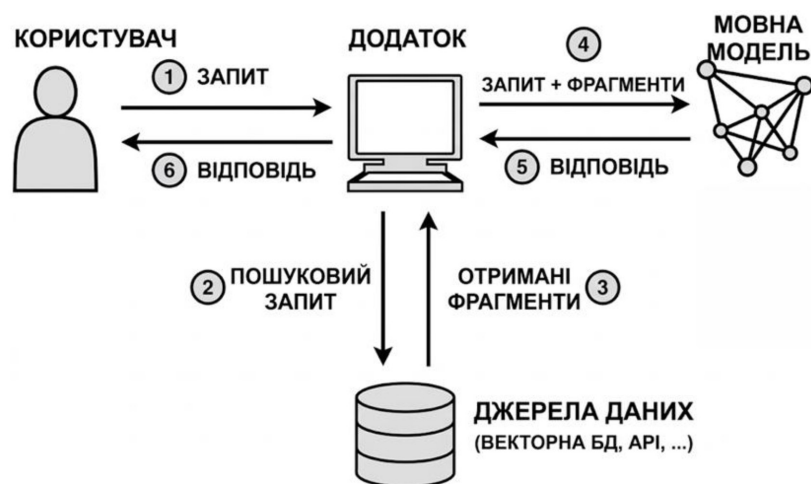 КОРИСТУВАЧ
ДОДАТОК
МОВНА
МОДЕЛЬ
1 ЗАПИТ
4
ЗАПИТ + ФРАГМЕНТИ
6 ВІДПОВІДЬ
5 ВІДПОВІДЬ
2 ПОШУКОВИЙ
ЗАПИТ
ОТРИМАНІ
ФРАГМЕНТИ 3
ДЖЕРЕЛА ДАНИХ
(ВЕКТОРНА БД, API, ...)